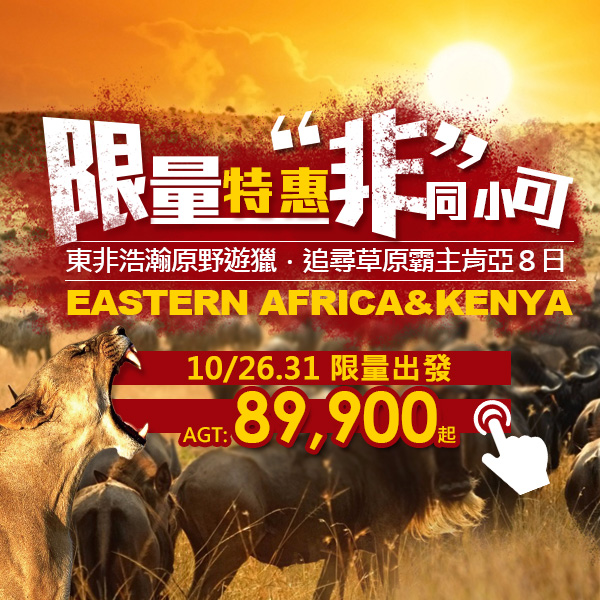 限量特惠“非”同小可
東非浩瀚原野遊獵．追尋草原霸主肯亞８日
EASTERN AFRICA&KENYA
10/26.31 限量出發
AGT: 89,900起